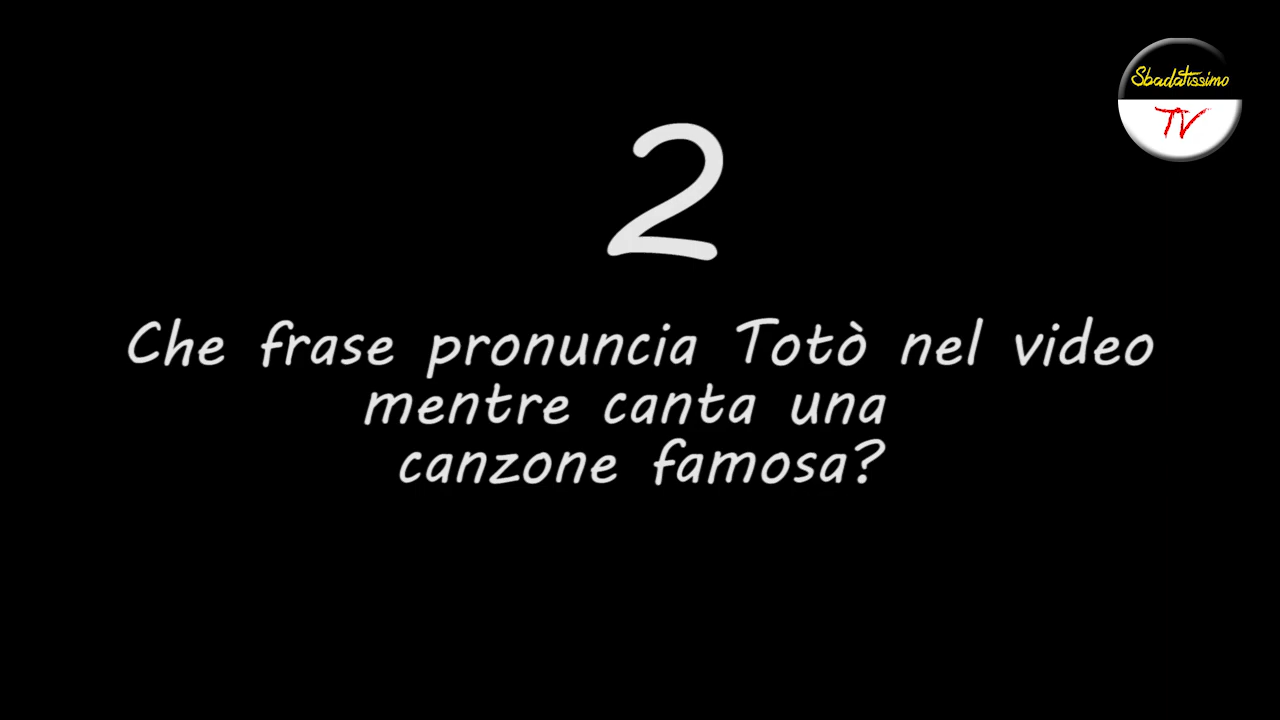 Sbadatissimo
TV
2
Che frase pronuncia Totò nel video
mentre canta una
canzone famosa?